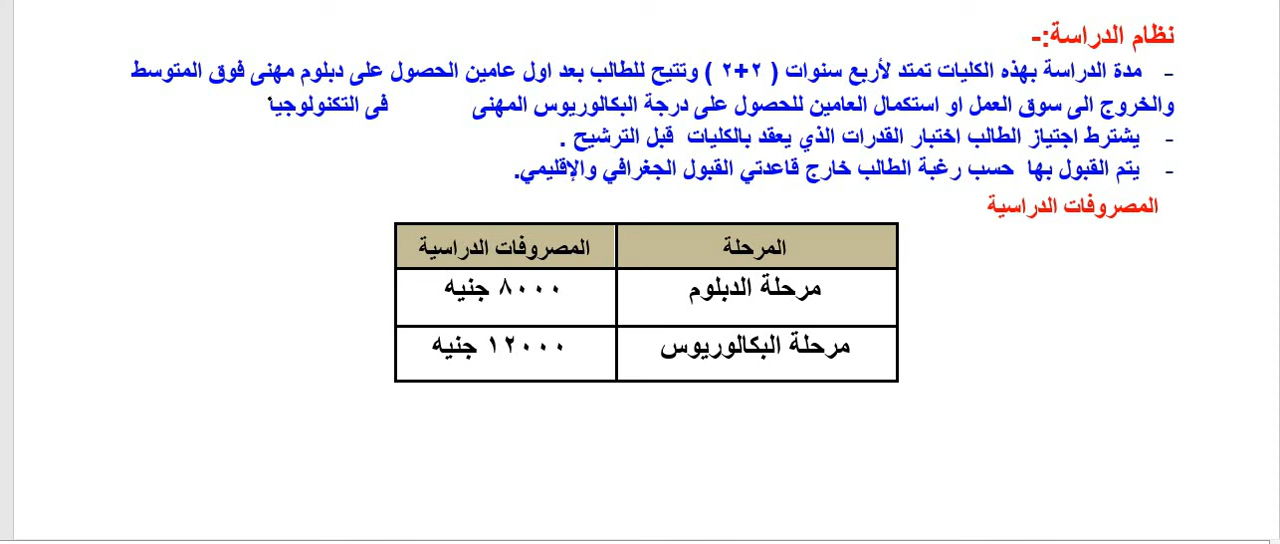 نظام الدراسة:-
- مدة الدراسة بهذه الكليات تمتد لأربع سنوات ( ٢+٢ ) وتتيح للطالب بعد اول عامين الحصول على دبلوم مهنى فوق المتوسط
والخروج الى سوق العمل او استكمال العامين للحصول على درجة البكالوريوس المهنى فى التكنولوجيا
- يشترط اجتياز الطالب اختبار القدرات الذي يعقد بالكليات قبل الترشيح .
- يتم القبول بها حسب رغبة الطالب خارج قاعدتي القبول الجغرافي والإقليمي.
المصروفات الدراسية
المرحلة المصروفات الدراسية
مرحلة الدبلوم ٨٠٠٠ جنيه
مرحلة البكالوريوس ١٢٠٠٠ جنيه